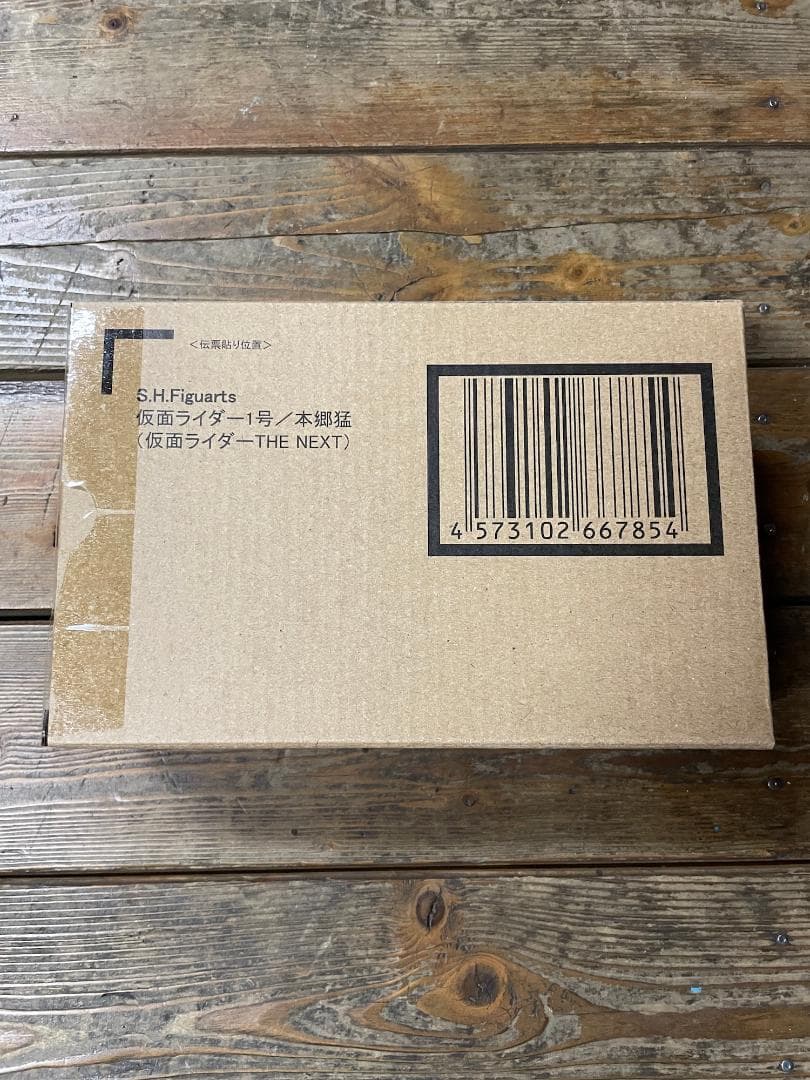 <伝票貼り位置>
S.H.Figuarts
仮面ライダー1号／本郷猛
（仮面ライダーTHE NEXT）
4 573102 667854